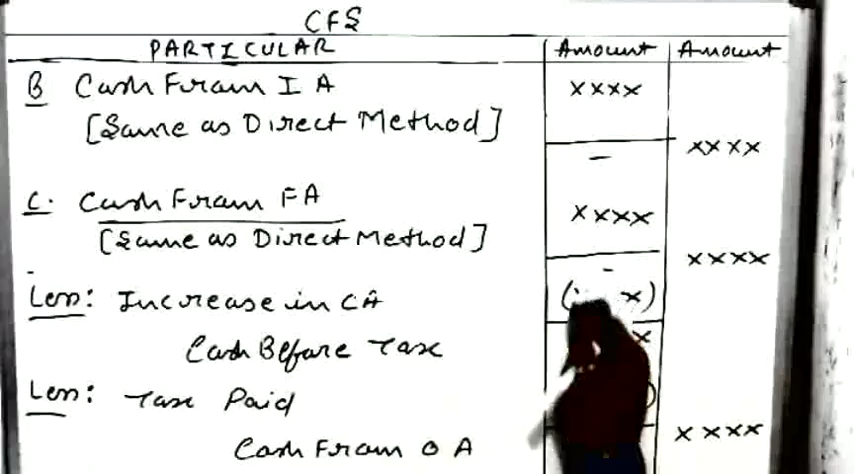 CFS
PARTICULAR Amount Amount
B Cash From I A xxxx
[Same as Direct Method]
xxxx
-
C. Cash From FA xxxx
[Same as Direct Method]
xxxx
-
Less: Increase in CA ( x)
Cash Before Tax x
Less: Tax Paid )
Cash From O A xxxx